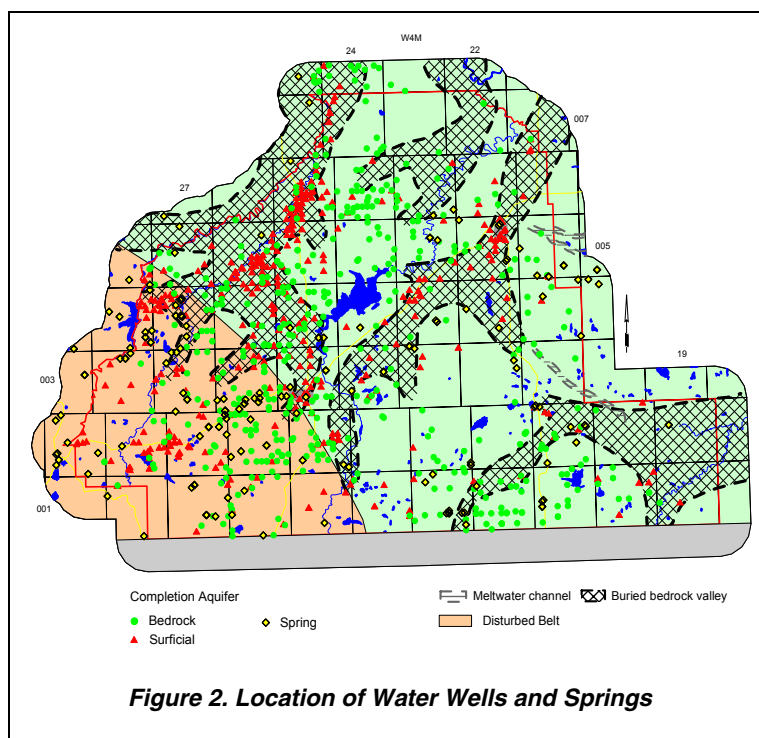 W4M
24
22
007
27
005
19
003
001
Completion Aquifer
Bedrock
Surficial
Spring
Meltwater channel
Buried bedrock valley
Disturbed Belt
Figure 2. Location of Water Wells and Springs